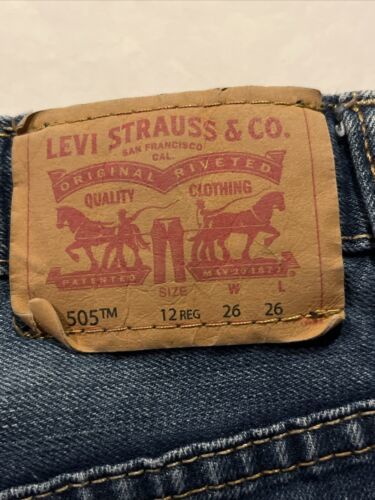 LEVI STRAUSS & CO.
SAN FRANCISCO
CAL.
ORIGINAL RIVETED
QUALITY CLOTHING
PATENTED MAY 20 1873
SIZE W L
505™ 12 REG 26 26